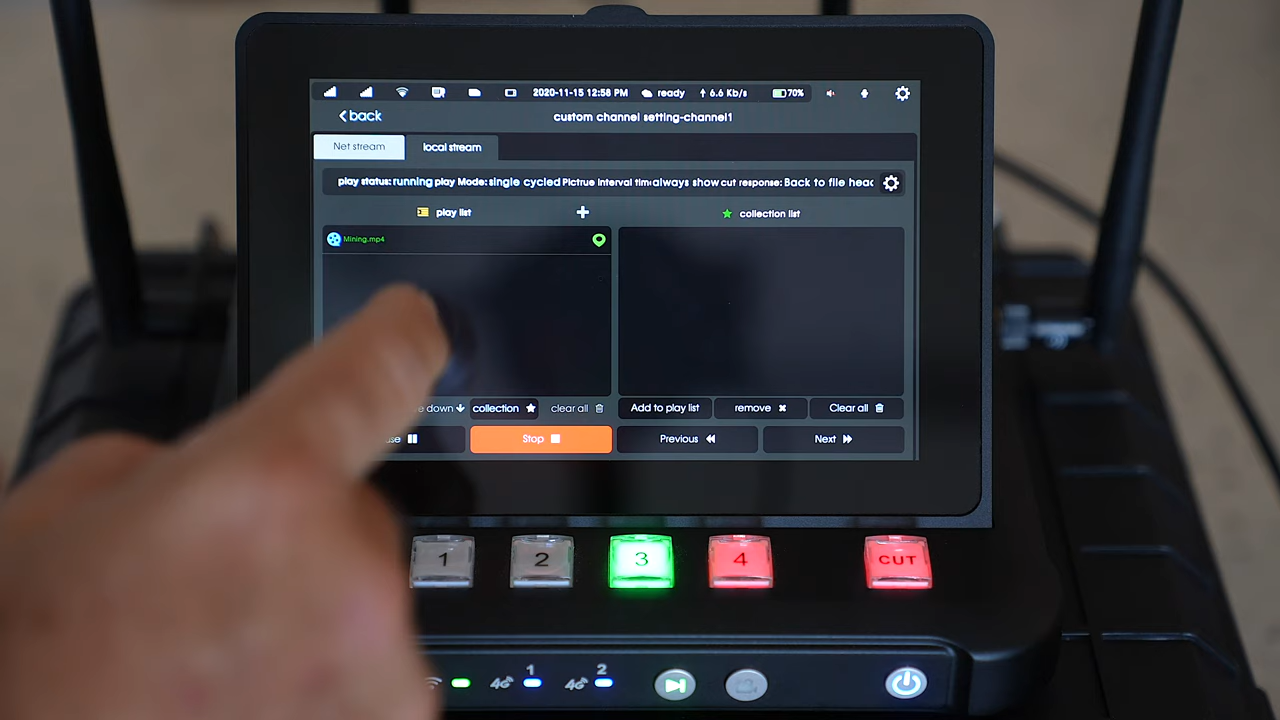 2020-11-15 12:58 PM ready 6.6 Kb/s 70%
back custom channel setting-channel1
Net stream local stream
play status: running play Mode: single cycled Pictrue Interval tim:always show cut response: Back to file head
play list + collection list
Mining.mp4
down collection clear all Add to play list remove Clear all
Stop Previous Next
1 2 3 4 CUT
1 2
4G 4G